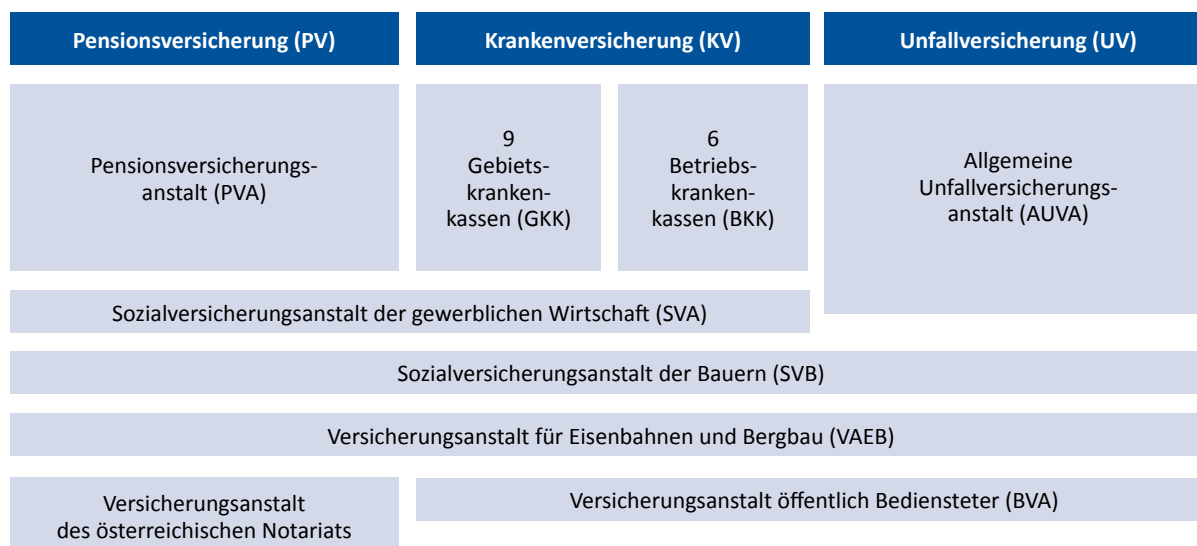 Pensionsversicherung (PV)
Krankenversicherung (KV)
Unfallversicherung (UV)
Pensionsversicherungs-
anstalt (PVA)
9
Gebiets-
kranken-
kassen (GKK)
6
Betriebs-
kranken-
kassen (BKK)
Allgemeine
Unfallversicherungs-
anstalt (AUVA)
Sozialversicherungsanstalt der gewerblichen Wirtschaft (SVA)
Sozialversicherungsanstalt der Bauern (SVB)
Versicherungsanstalt für Eisenbahnen und Bergbau (VAEB)
Versicherungsanstalt
des österreichischen Notariats
Versicherungsanstalt öffentlich Bediensteter (BVA)